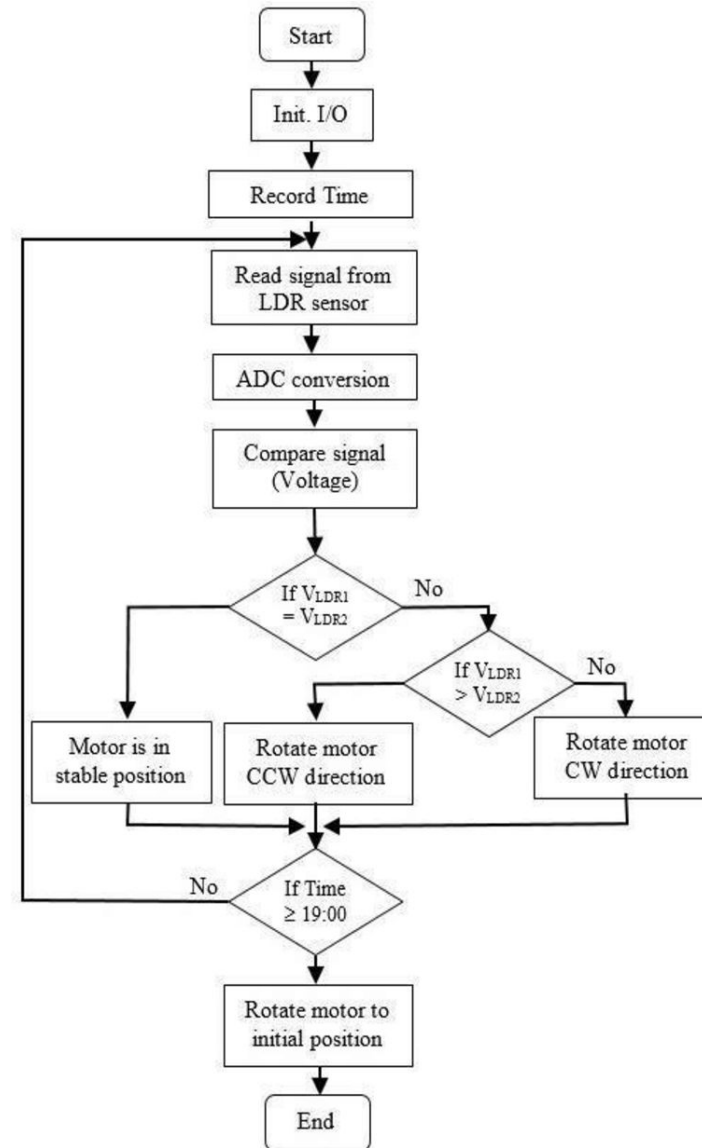 Start
Init. I/O
Record Time
Read signal from
LDR sensor
ADC conversion
Compare signal
(Voltage)
If VLDR1
= VLDR2
No
If VLDR1
> VLDR2
No
Motor is in
stable position
Rotate motor
CCW direction
Rotate motor
CW direction
No
If Time
≥ 19:00
Rotate motor to
initial position
End